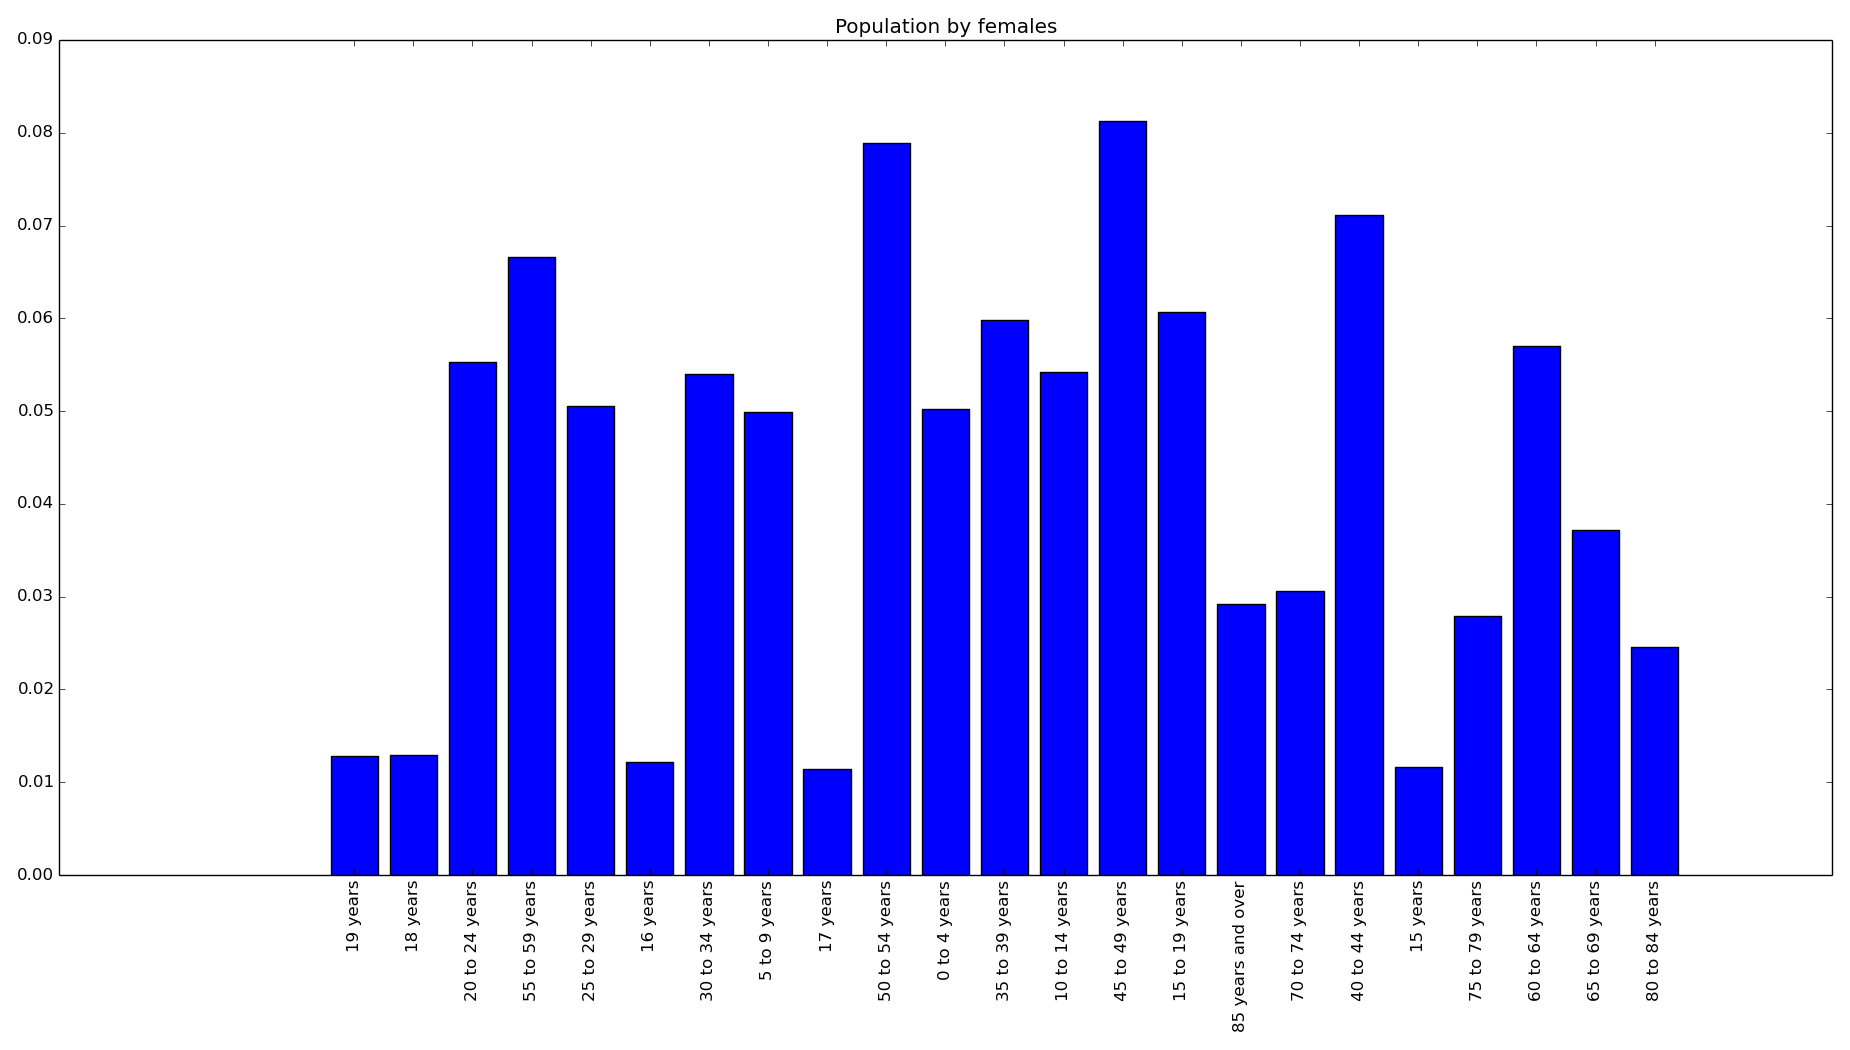 Population by females
0.09
0.08
0.07
0.06
0.05
0.04
0.03
0.02
0.01
0.00
19 years
18 years
20 to 24 years
55 to 59 years
25 to 29 years
16 years
30 to 34 years
5 to 9 years
17 years
50 to 54 years
0 to 4 years
35 to 39 years
10 to 14 years
45 to 49 years
15 to 19 years
85 years and over
70 to 74 years
40 to 44 years
15 years
75 to 79 years
60 to 64 years
65 to 69 years
80 to 84 years